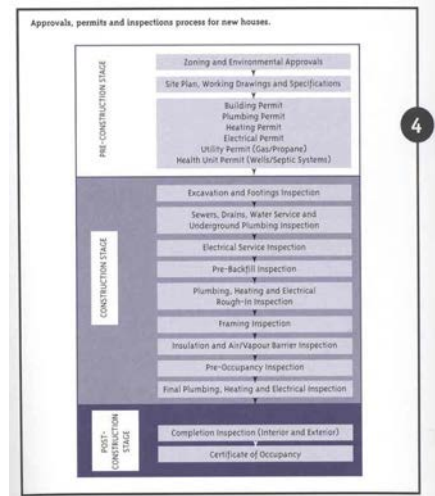 Approvals, permits and inspections process for new houses.
PRE-CONSTRUCTION STAGE
Zoning and Environmental Approvals
Site Plan, Working Drawings and Specifications
Building Permit
Plumbing Permit
Heating Permit
Electrical Permit
Utility Permit (Gas/Propane)
Health Unit Permit (Wells/Septic Systems)
4
CONSTRUCTION STAGE
Excavation and Footings Inspection
Sewers, Drains, Water Service and
Underground Plumbing Inspection
Electrical Service Inspection
Pre-Backfill Inspection
Plumbing, Heating and Electrical
Rough-In Inspection
Framing Inspection
Insulation and Air/Vapour Barrier Inspection
Pre-Occupancy Inspection
Final Plumbing, Heating and Electrical Inspection
POST-
CONSTRUCTION
STAGE
Completion Inspection (Interior and Exterior)
Certificate of Occupancy